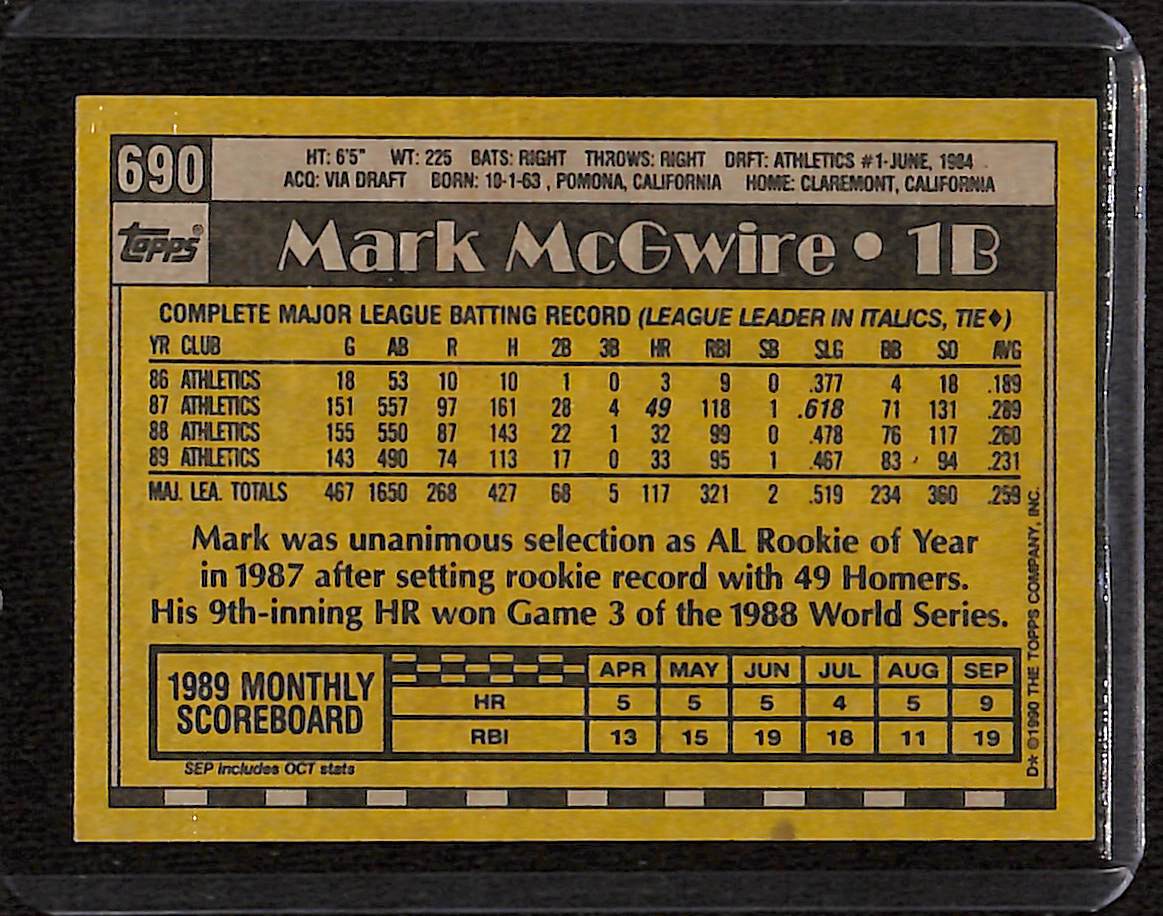 690
HT: 6'5" WT: 225 BATS: RIGHT THROWS: RIGHT DRFT: ATHLETICS #1-JUNE, 1984
ACQ: VIA DRAFT BORN: 10-1-63 , POMONA, CALIFORNIA HOME: CLAREMONT, CALIFORNIA
topps®
Mark McGwire • 1B
COMPLETE MAJOR LEAGUE BATTING RECORD (LEAGUE LEADER IN ITALICS, TIE♦)
YR CLUB G AB R H 2B 3B HR RBI SB SLG BB SO AVG
86 ATHLETICS 18 53 10 10 1 0 3 9 0 .377 4 18 .189
87 ATHLETICS 151 557 97 161 28 4 49 118 1 .618 71 131 .289
88 ATHLETICS 155 550 87 143 22 1 32 99 0 .478 76 117 .260
89 ATHLETICS 143 490 74 113 17 0 33 95 1 .467 83 94 .231
MAJ. LEA. TOTALS 467 1650 268 427 68 5 117 321 2 .519 234 360 .259
Mark was unanimous selection as AL Rookie of Year
in 1987 after setting rookie record with 49 Homers.
His 9th-inning HR won Game 3 of the 1988 World Series.
1989 MONTHLY
SCOREBOARD
APR MAY JUN JUL AUG SEP
HR 5 5 5 4 5 9
RBI 13 15 19 18 11 19
SEP includes OCT stats
D* ©1990 THE TOPPS COMPANY, INC.